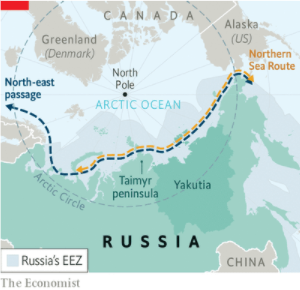 CANADA
Alaska
(US)
Greenland
(Denmark)
Northern
Sea Route
North
Pole
North-east
passage
ARCTIC OCEAN
Taimyr
peninsula
Yakutia
Arctic Circle
RUSSIA
Russia's EEZ
CHINA
The Economist